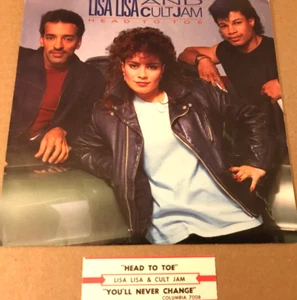 LISA LISA AND
CULT JAM
HEAD TO TOE
"HEAD TO TOE"
LISA LISA & CULT JAM
"YOU'LL NEVER CHANGE"
COLUMBIA 7008